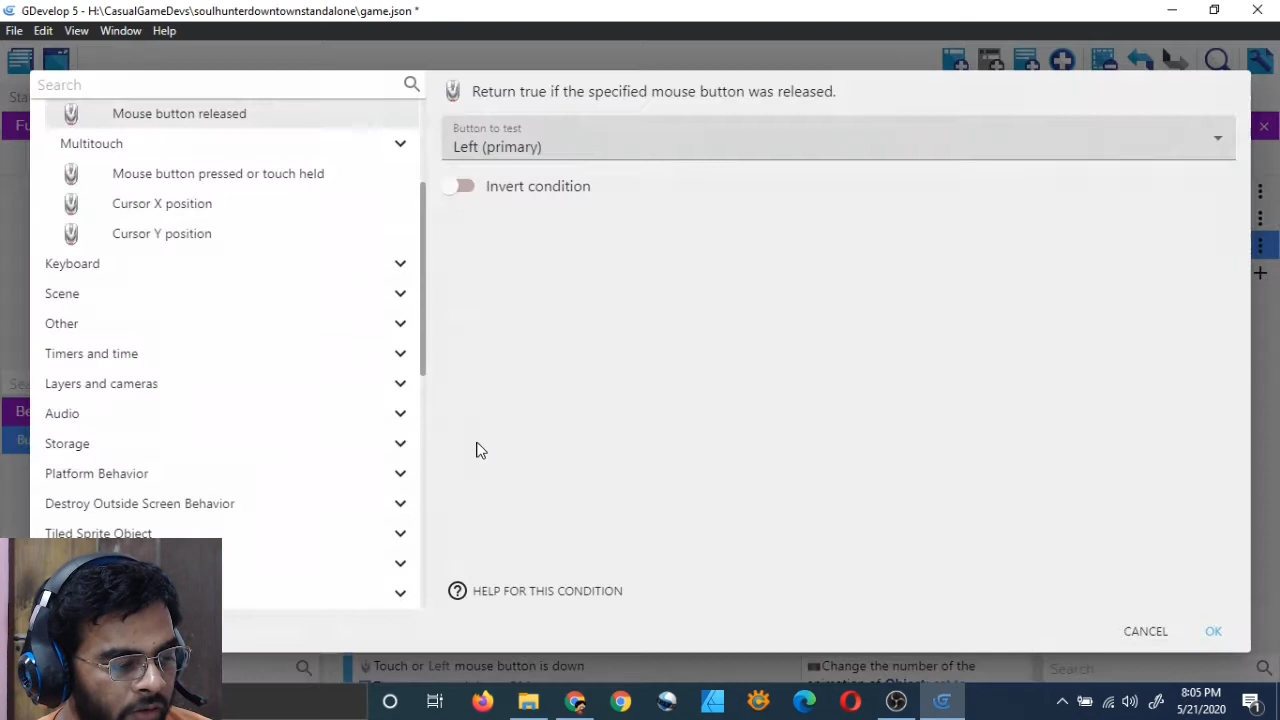 GDevelop 5 - H:\CasualGameDevs\soulhunterdowntownstandalone\game.json *
File Edit View Window Help
Search
Return true if the specified mouse button was released.
Mouse button released
Button to test
Left (primary)
Multitouch
Mouse button pressed or touch held
Invert condition
Cursor X position
Cursor Y position
Keyboard
Scene
Other
Timers and time
Layers and cameras
Audio
Storage
Platform Behavior
Destroy Outside Screen Behavior
Tiled Sprite Object
HELP FOR THIS CONDITION
CANCEL OK
Touch or Left mouse button is down
Change the number of the
Search
8:05 PM
5/21/2020